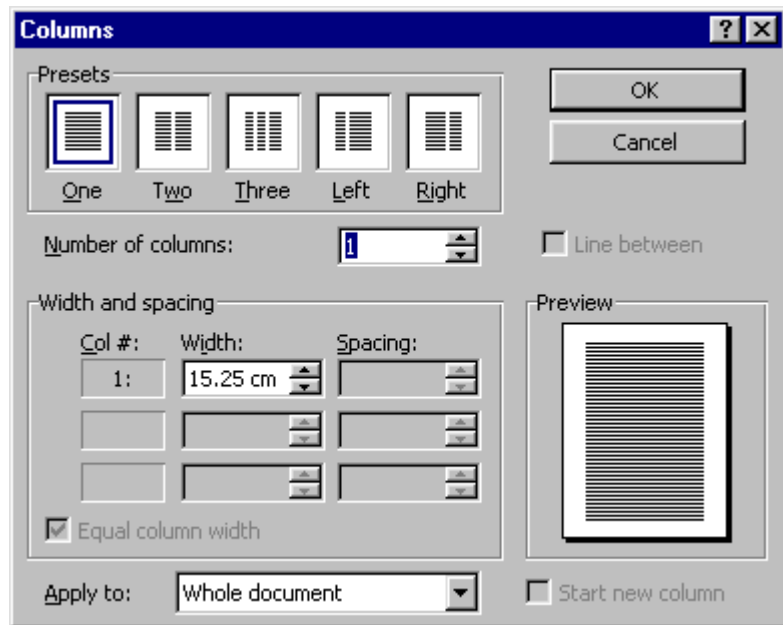 Columns
Presets
OK
Cancel
One Two Three Left Right
Number of columns: 1 Line between
Width and spacing Preview
Col #: Width: Spacing:
1: 15.25 cm
Equal column width
Apply to: Whole document Start new column